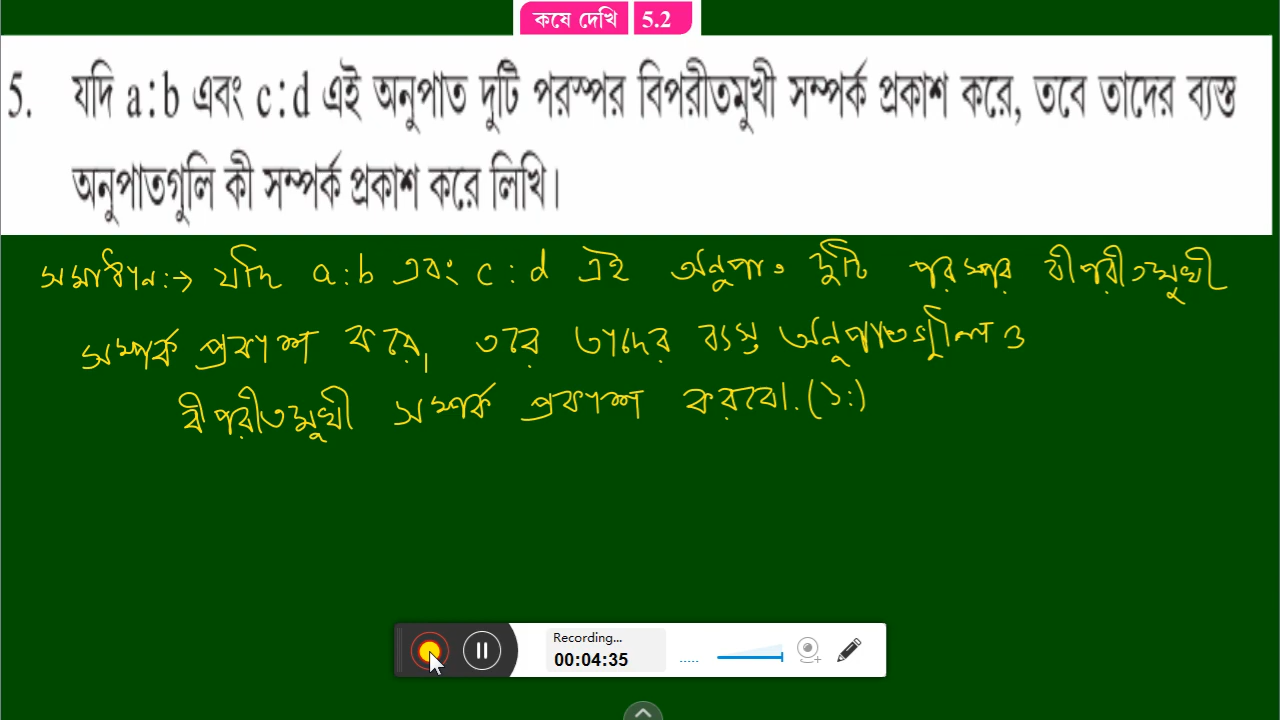 কষে দেখি 5.2
5. যদি a:b এবং c:d এই অনুপাত দুটি পরস্পর বিপরীতমুখী সম্পর্ক প্রকাশ করে, তবে তাদের ব্যস্ত
অনুপাতগুলি কী সম্পর্ক প্রকাশ করে লিখি।
সমাধান:→ যদি a:b এবং c:d এই অনুপাত দুটি পরস্পর বীপরীতমুখী
সম্পর্ক প্রকাশ করে, তবে তাদের ব্যস্ত অনুপাতগুলিও
বীপরীতমুখী সম্পর্ক প্রকাশ করবে।
Recording...
00:04:35